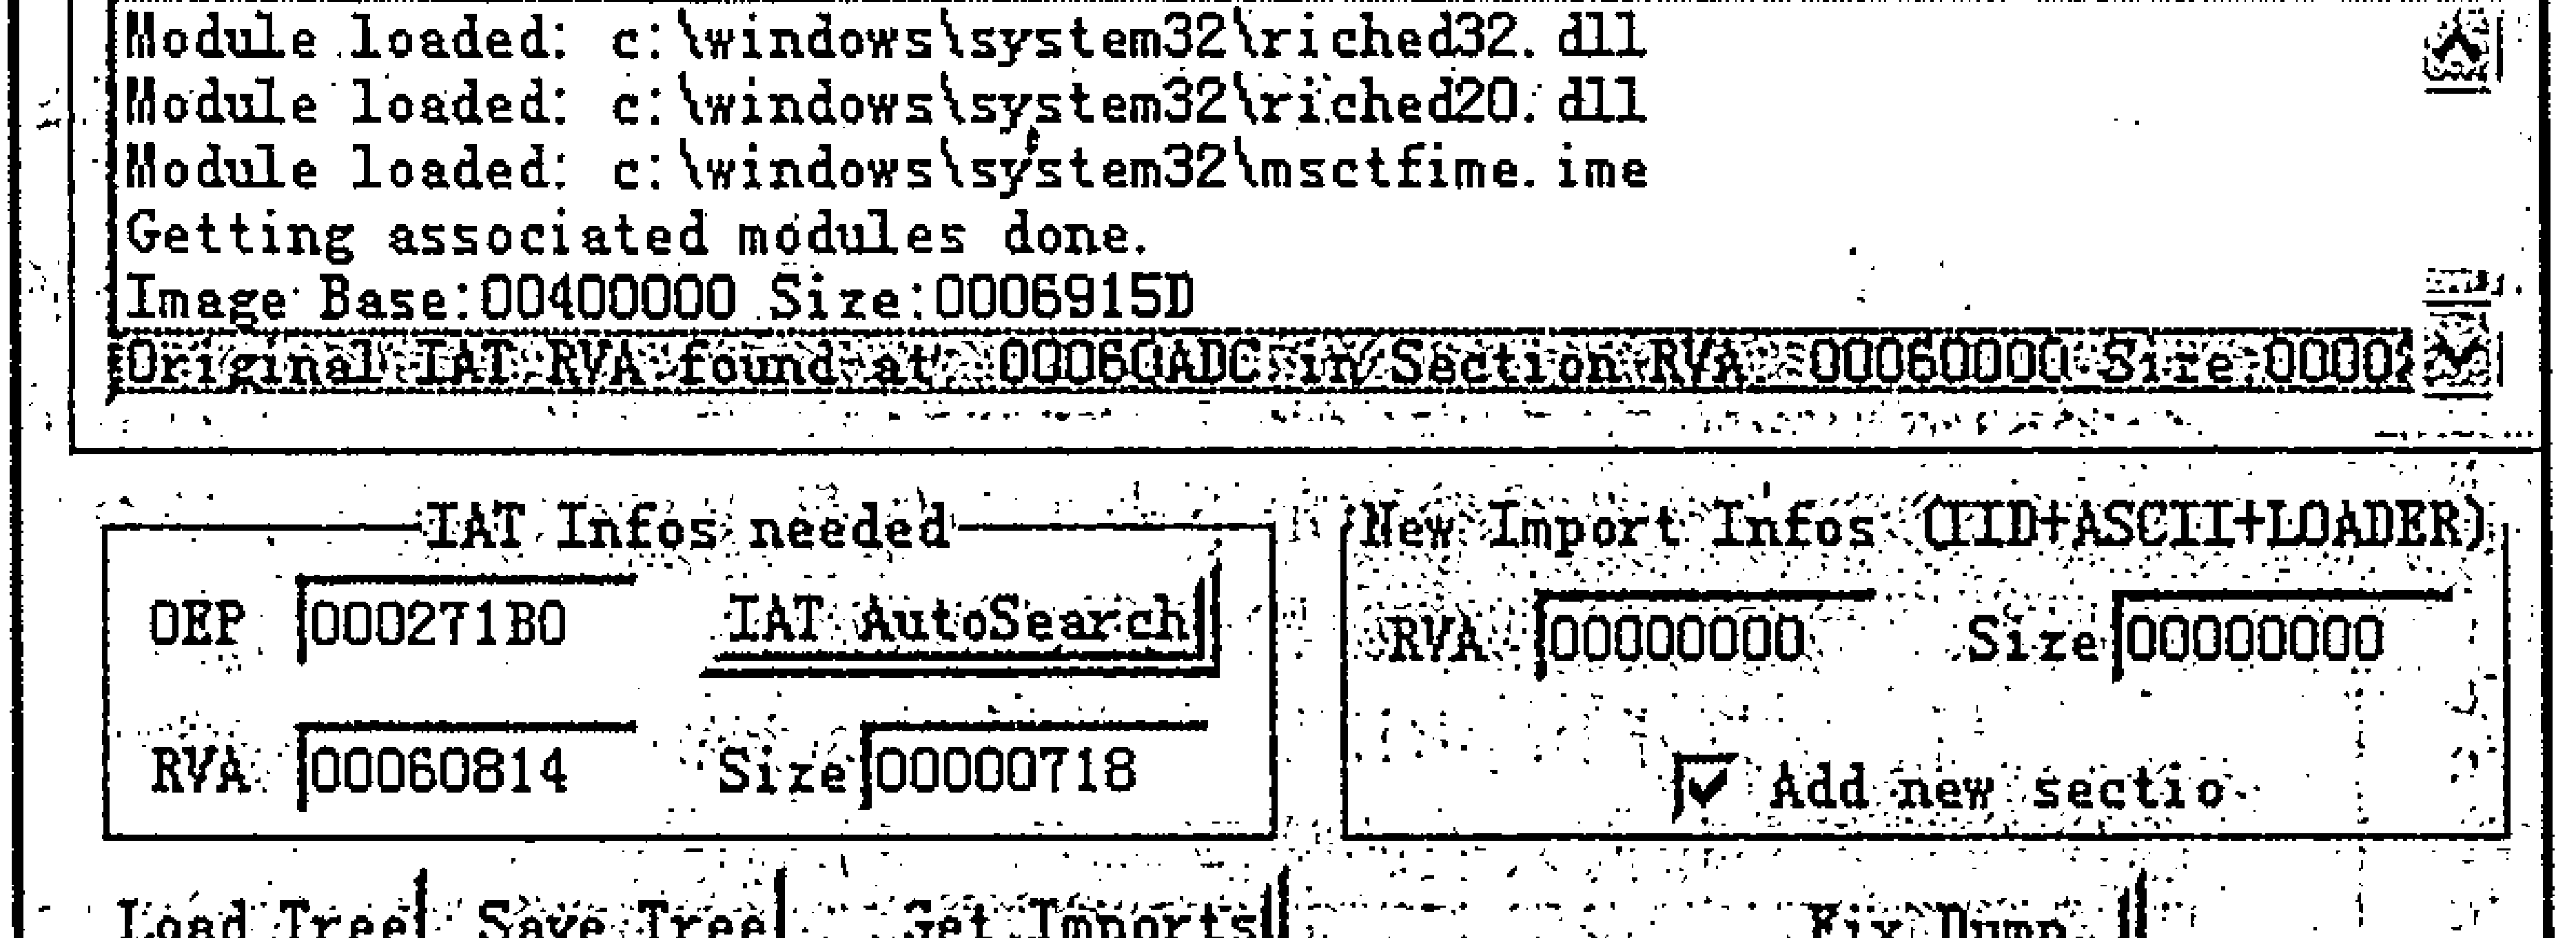 Module loaded: c:\windows\system32\riched32.dll
Module loaded: c:\windows\system32\riched20.dll
Module loaded: c:\windows\system32\msctfime.ime
Getting associated modules done.
Image Base:00400000 Size:0006915D
Original IAT RVA found at: 00060ADC in Section RVA: 00060000 Size:0000
IAT Infos needed
New Import Infos (IID+ASCII+LOADER)
OEP 000271B0 IAT AutoSearch
RVA 00000000 Size 00000000
RVA 00060814 Size 00000718
Add new sectio
Load Tree Save Tree Get Imports Fix Dump